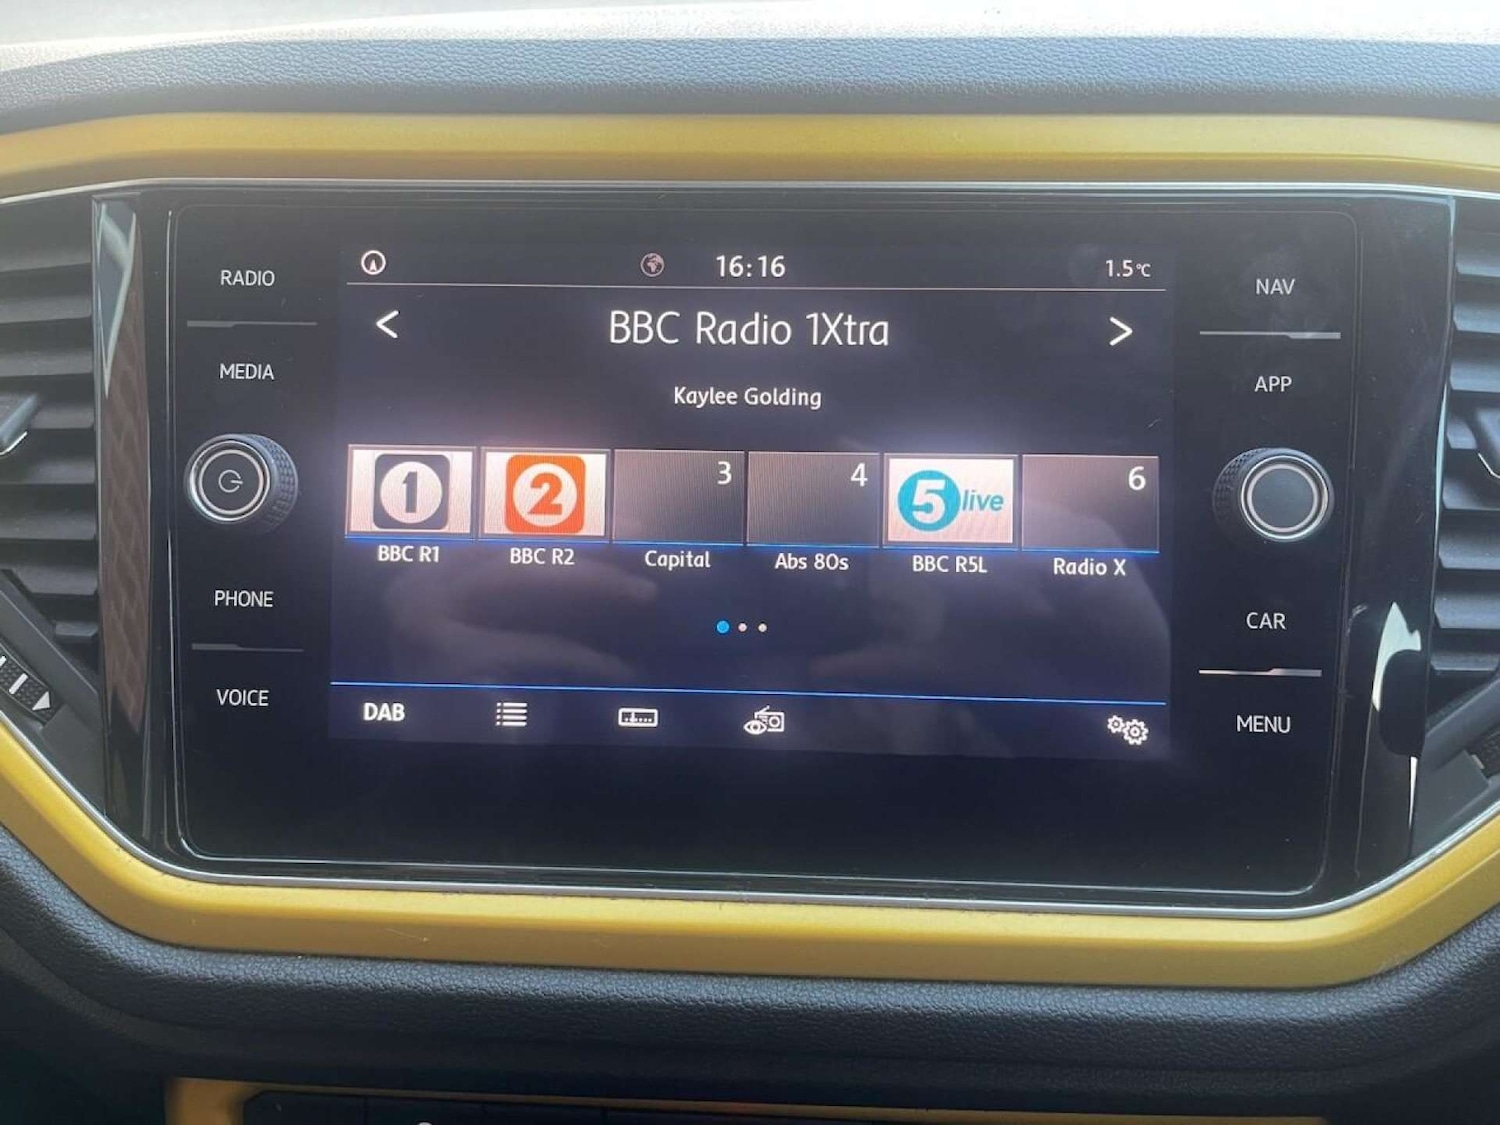 RADIO
MEDIA
PHONE
VOICE
16:16
1.5°C
< BBC Radio 1Xtra >
Kaylee Golding
1
2
3
4
5 live
6
BBC R1
BBC R2
Capital
Abs 80s
BBC R5L
Radio X
DAB
NAV
APP
CAR
MENU